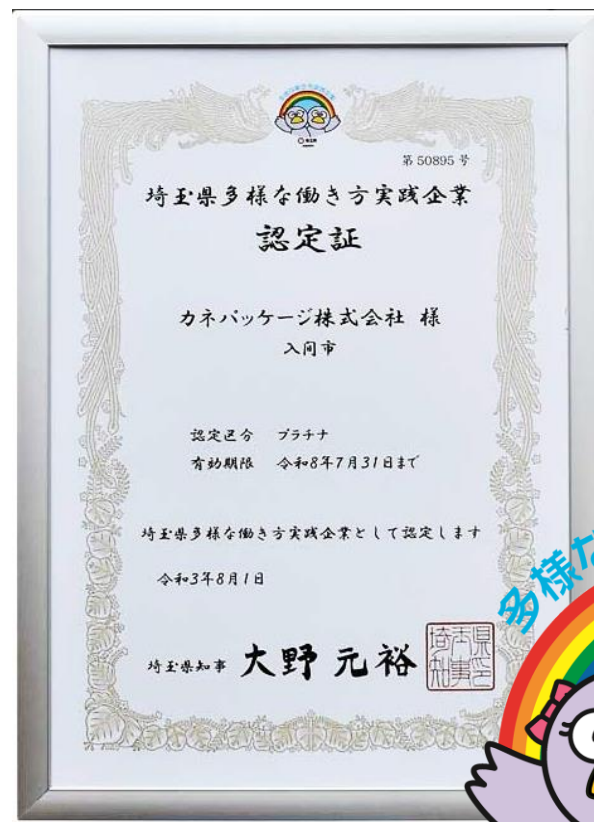 第 50895 号
埼玉県多様な働き方実践企業
認定証
カネパッケージ株式会社 様
入間市
認定区分 プラチナ
有効期限 令和8年7月31日まで
埼玉県多様な働き方実践企業として認定します
令和3年8月1日
埼玉県知事 大野元裕
埼玉県知事印
多様な